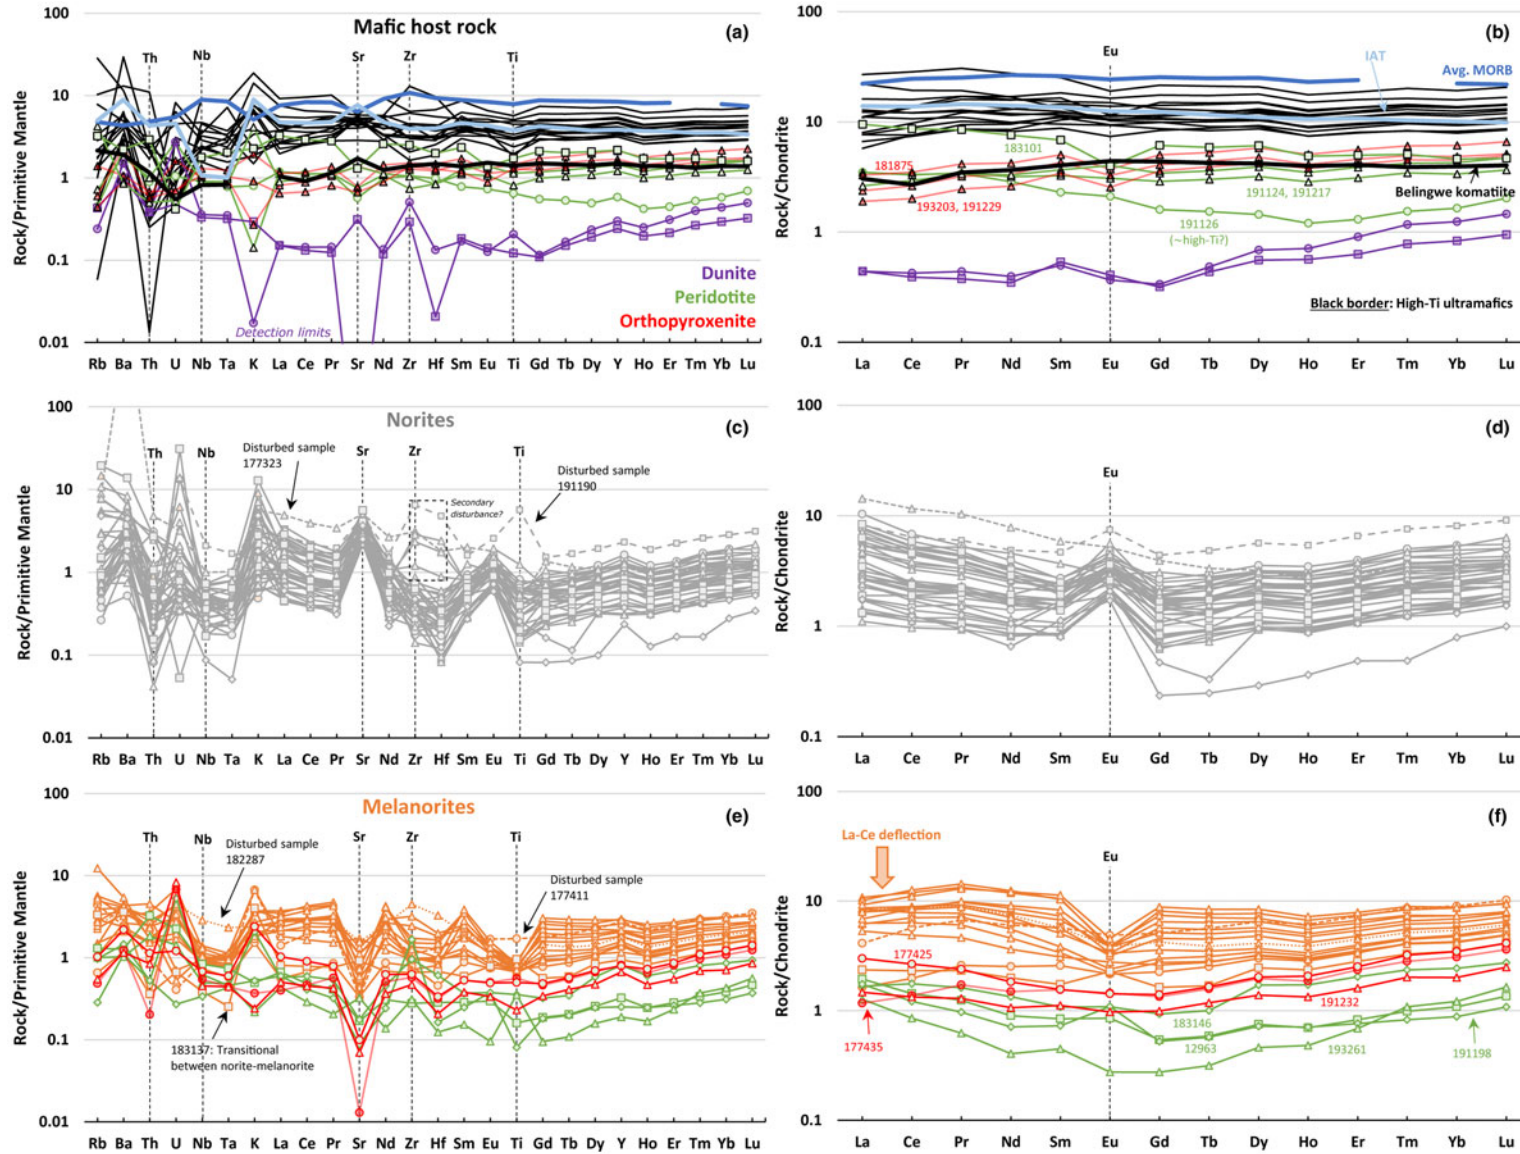 Mafic host rock
(a)
Rock/Primitive Mantle
100
10
1
0.1
0.01
Th
Nb
Sr
Zr
Ti
Dunite
Peridotite
Orthopyroxenite
Detection limits
Rb Ba Th U Nb Ta K La Ce Pr Sr Nd Zr Hf Sm Eu Ti Gd Tb Dy Y Ho Er Tm Yb Lu
(b)
Rock/Chondrite
100
10
1
0.1
Eu
IAT
Avg. MORB
183101
181875
193203, 191229
191124, 191217
Belingwe komatiite
191126
(~high-Ti?)
Black border: High-Ti ultramafics
La Ce Pr Nd Sm Eu Gd Tb Dy Ho Er Tm Yb Lu
Norites
(c)
Rock/Primitive Mantle
100
10
1
0.1
0.01
Th
Nb
Disturbed sample
177323
Sr
Zr
Ti
Disturbed sample
191190
Secondary
disturbance?
Rb Ba Th U Nb Ta K La Ce Pr Sr Nd Zr Hf Sm Eu Ti Gd Tb Dy Y Ho Er Tm Yb Lu
(d)
Rock/Chondrite
100
10
1
0.1
Eu
La Ce Pr Nd Sm Eu Gd Tb Dy Ho Er Tm Yb Lu
Melanorites
(e)
Rock/Primitive Mantle
100
10
1
0.1
0.01
Th
Nb
Disturbed sample
182287
Sr
Zr
Ti
Disturbed sample
177411
183137: Transitional
between norite-melanorite
Rb Ba Th U Nb Ta K La Ce Pr Sr Nd Zr Hf Sm Eu Ti Gd Tb Dy Y Ho Er Tm Yb Lu
(f)
Rock/Chondrite
100
10
1
0.1
La-Ce deflection
Eu
177425
191232
177435
183146
12963
193261
191198
La Ce Pr Nd Sm Eu Gd Tb Dy Ho Er Tm Yb Lu